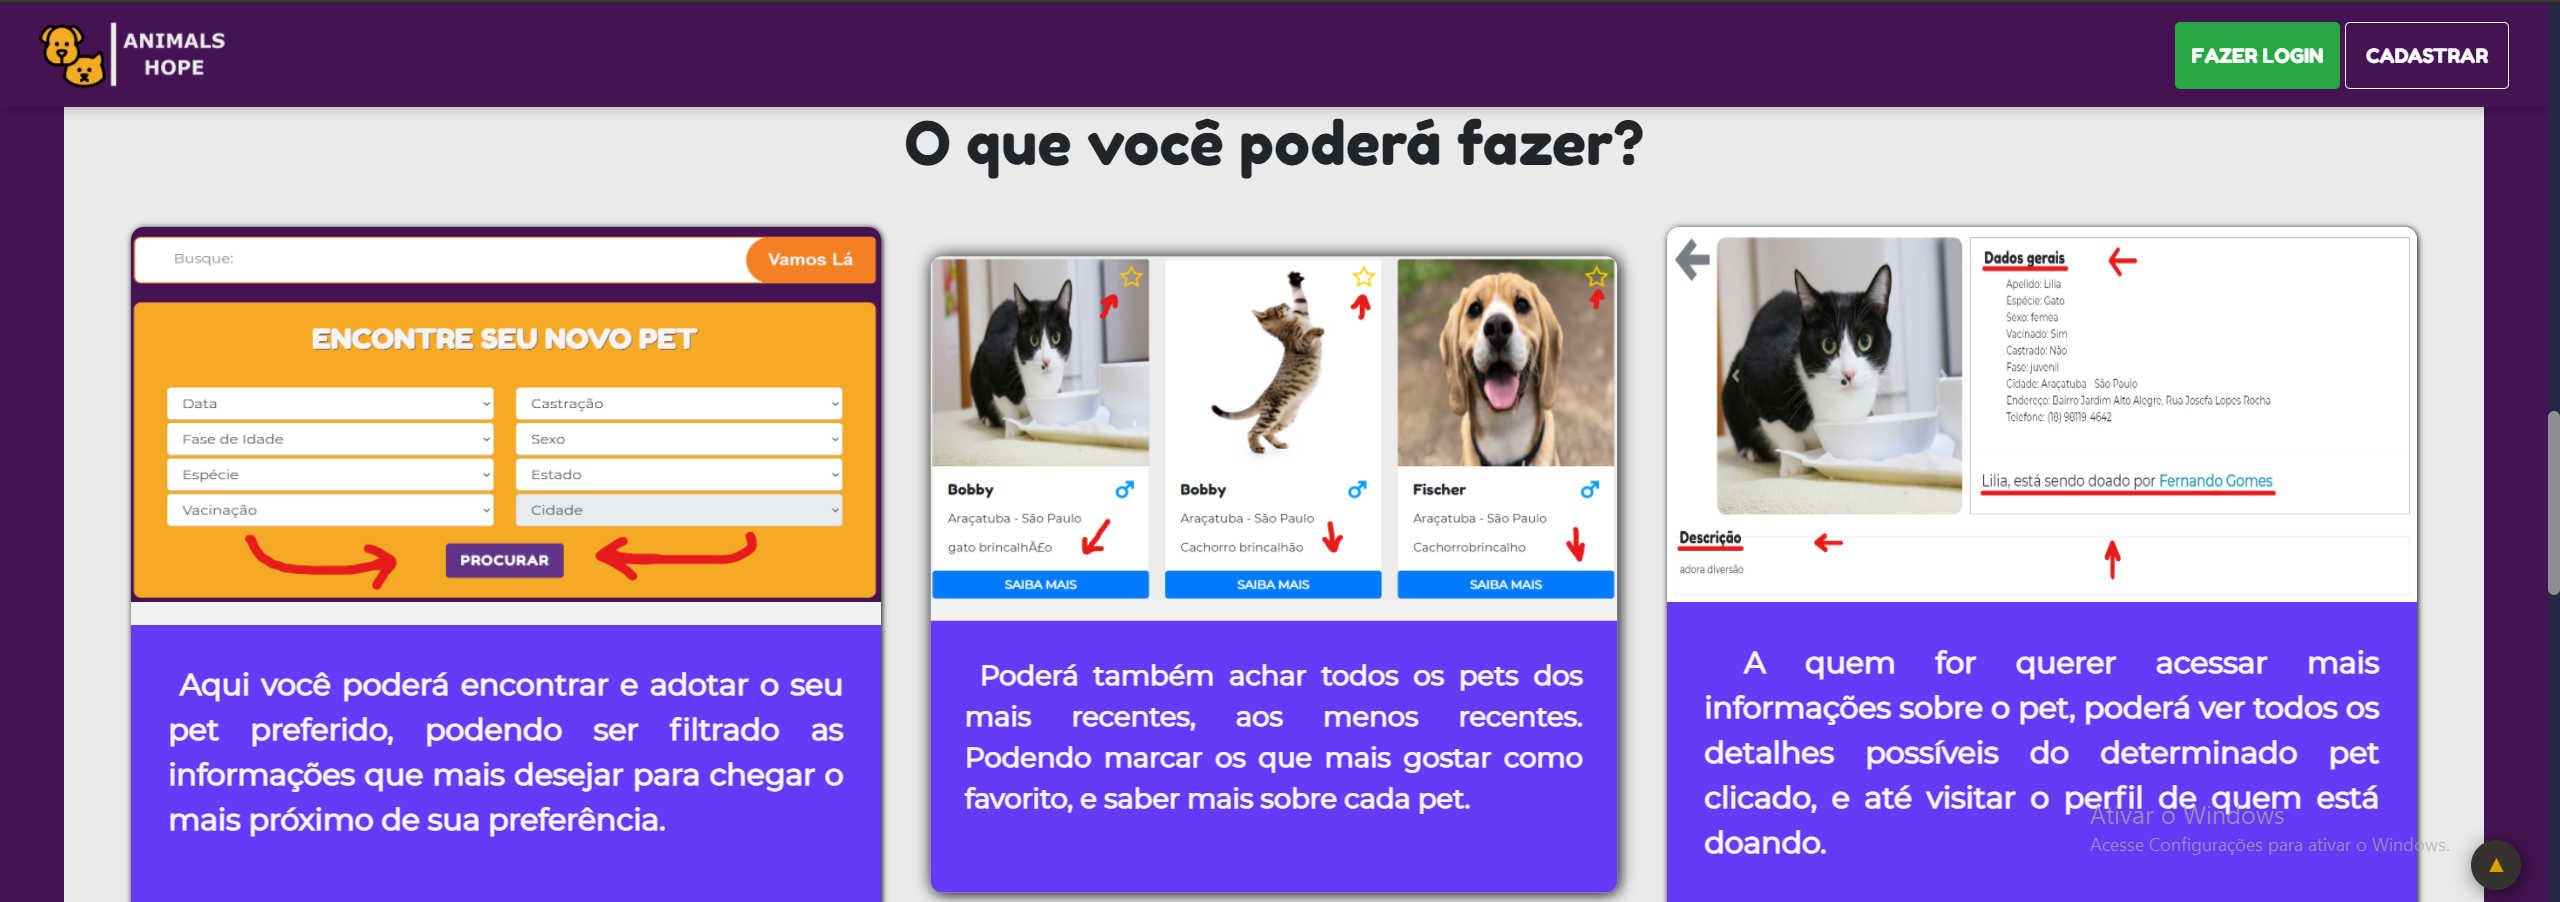 ANIMALS
HOPE
FAZER LOGIN
CADASTRAR
O que você poderá fazer?
Busque:
Vamos Lá
ENCONTRE SEU NOVO PET
Data
Castração
Fase de Idade
Sexo
Espécie
Estado
Vacinação
Cidade
PROCURAR
Aqui você poderá encontrar e adotar o seu
pet preferido, podendo ser filtrado as
informações que mais desejar para chegar o
mais próximo de sua preferência.
Bobby
Araçatuba - São Paulo
gato brincalhÃ£o
SAIBA MAIS
Bobby
Araçatuba - São Paulo
Cachorro brincalhão
SAIBA MAIS
Fischer
Araçatuba - São Paulo
Cachorrobrincalho
SAIBA MAIS
Poderá também achar todos os pets dos
mais recentes, aos menos recentes.
Podendo marcar os que mais gostar como
favorito, e saber mais sobre cada pet.
Dados gerais
Apelido: Lilia
Espécie: Gato
Sexo: femea
Vacinado: Sim
Castrado: Não
Fase: juvenil
Cidade: Araçatuba - São Paulo
Endereço: Bairro Jardim Alto Alegre, Rua Josefa Lopes Rocha
Telefone: (18) 98119-4642
Lilia, está sendo doado por Fernando Gomes
Descrição
adora diversão
A quem for querer acessar mais
informações sobre o pet, poderá ver todos os
detalhes possíveis do determinado pet
clicado, e até visitar o perfil de quem está
doando.
Ativar o Windows
Acesse Configurações para ativar o Windows.